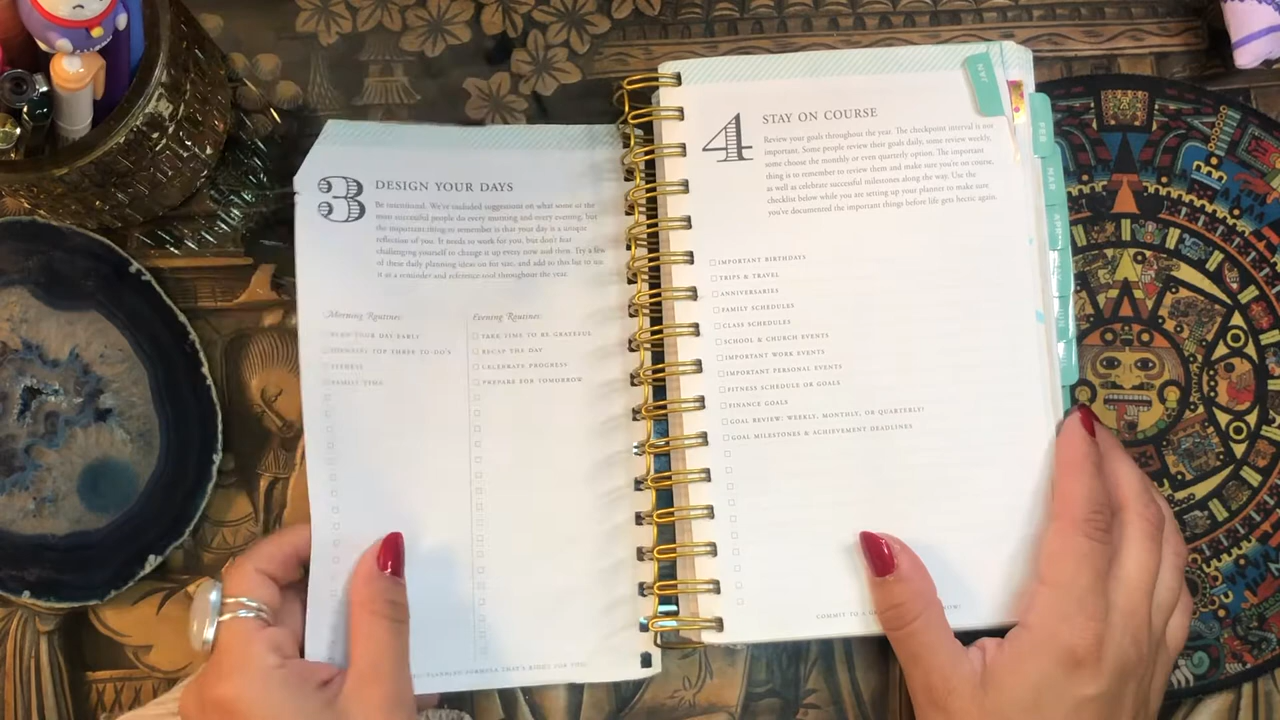 3
DESIGN YOUR DAYS
Be intentional. We've included suggestions on what some of the
most successful people do every morning and every evening, but
the important thing to remember is that your day is a unique
reflection of you. It needs to work for you, but don't fear
challenging yourself to change it up every now and then. Try a few
of these daily planning ideas on for size, and add to this list to use
it as a reminder and reference tool throughout the year.
Morning Routines:
YOUR DAY EARLY
TOP THREE TO-DO'S
FITNESS
FAMILY TIME
Evening Routines:
TAKE TIME TO BE GRATEFUL
RECAP THE DAY
CELEBRATE PROGRESS
PREPARE FOR TOMORROW
FORMULA THAT'S RIGHT FOR YOU!
4
STAY ON COURSE
Review your goals throughout the year. The checkpoint interval is not
important. Some people review their goals daily, some review weekly,
some choose the monthly or even quarterly option. The important
thing is to remember to review them and make sure you're on course,
as well as celebrate successful milestones along the way. Use the
checklist below while you are setting up your planner to make sure
you've documented the important things before life gets hectic again.
IMPORTANT BIRTHDAYS
TRIPS & TRAVEL
ANNIVERSARIES
FAMILY SCHEDULES
CLASS SCHEDULES
SCHOOL & CHURCH EVENTS
IMPORTANT WORK EVENTS
IMPORTANT PERSONAL EVENTS
FITNESS SCHEDULE OR GOALS
FINANCE GOALS
GOAL REVIEW: WEEKLY, MONTHLY, OR QUARTERLY!
GOAL MILESTONES & ACHIEVEMENT DEADLINES
COMMIT TO A
JAN
FEB
MAR
APR